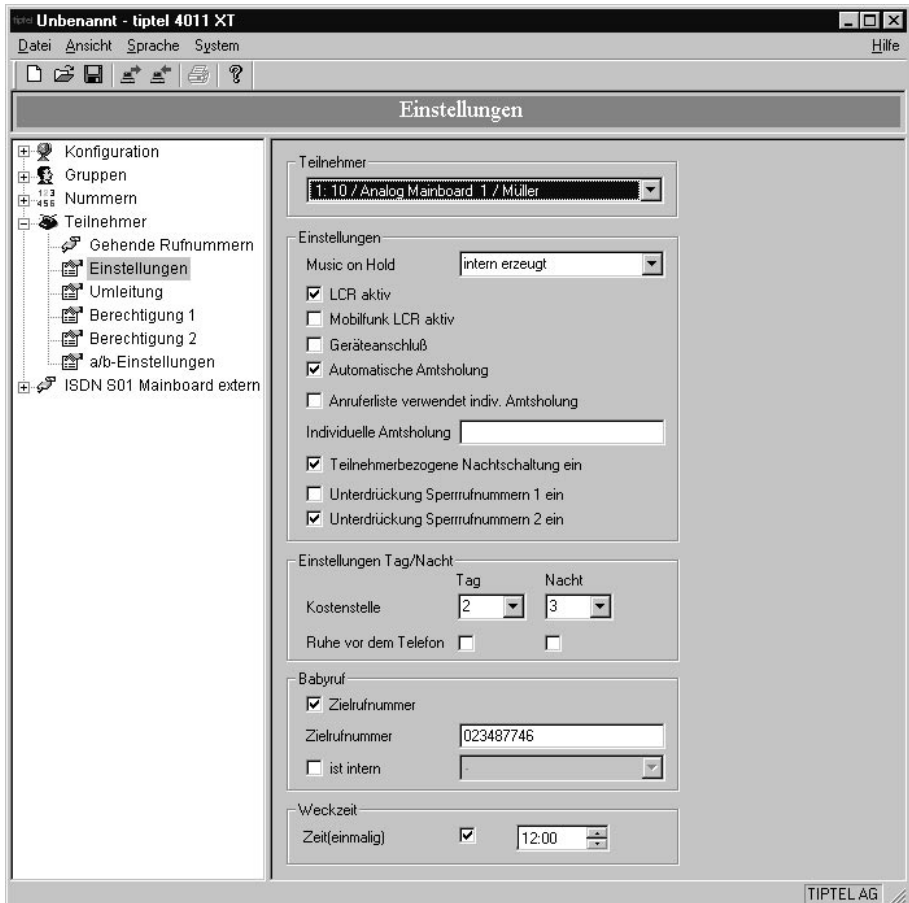 Unbenannt - tiptel 4011 XT
Datei Ansicht Sprache System Hilfe
Einstellungen
Konfiguration
Gruppen
Nummern
Teilnehmer
Gehende Rufnummern
Einstellungen
Umleitung
Berechtigung 1
Berechtigung 2
a/b-Einstellungen
ISDN S01 Mainboard extern
Teilnehmer
1: 10 / Analog Mainboard 1 / Müller
Einstellungen
Music on Hold intern erzeugt
LCR aktiv
Mobilfunk LCR aktiv
Geräteanschluß
Automatische Amtsholung
Anruferliste verwendet indiv. Amtsholung
Individuelle Amtsholung
Teilnehmerbezogene Nachtschaltung ein
Unterdrückung Sperrrufnummern 1 ein
Unterdrückung Sperrrufnummern 2 ein
Einstellungen Tag/Nacht
Tag Nacht
Kostenstelle 2 3
Ruhe vor dem Telefon
Babyruf
Zielrufnummer
Zielrufnummer 023487746
ist intern -
Weckzeit
Zeit(einmalig) 12:00
TIPTEL AG